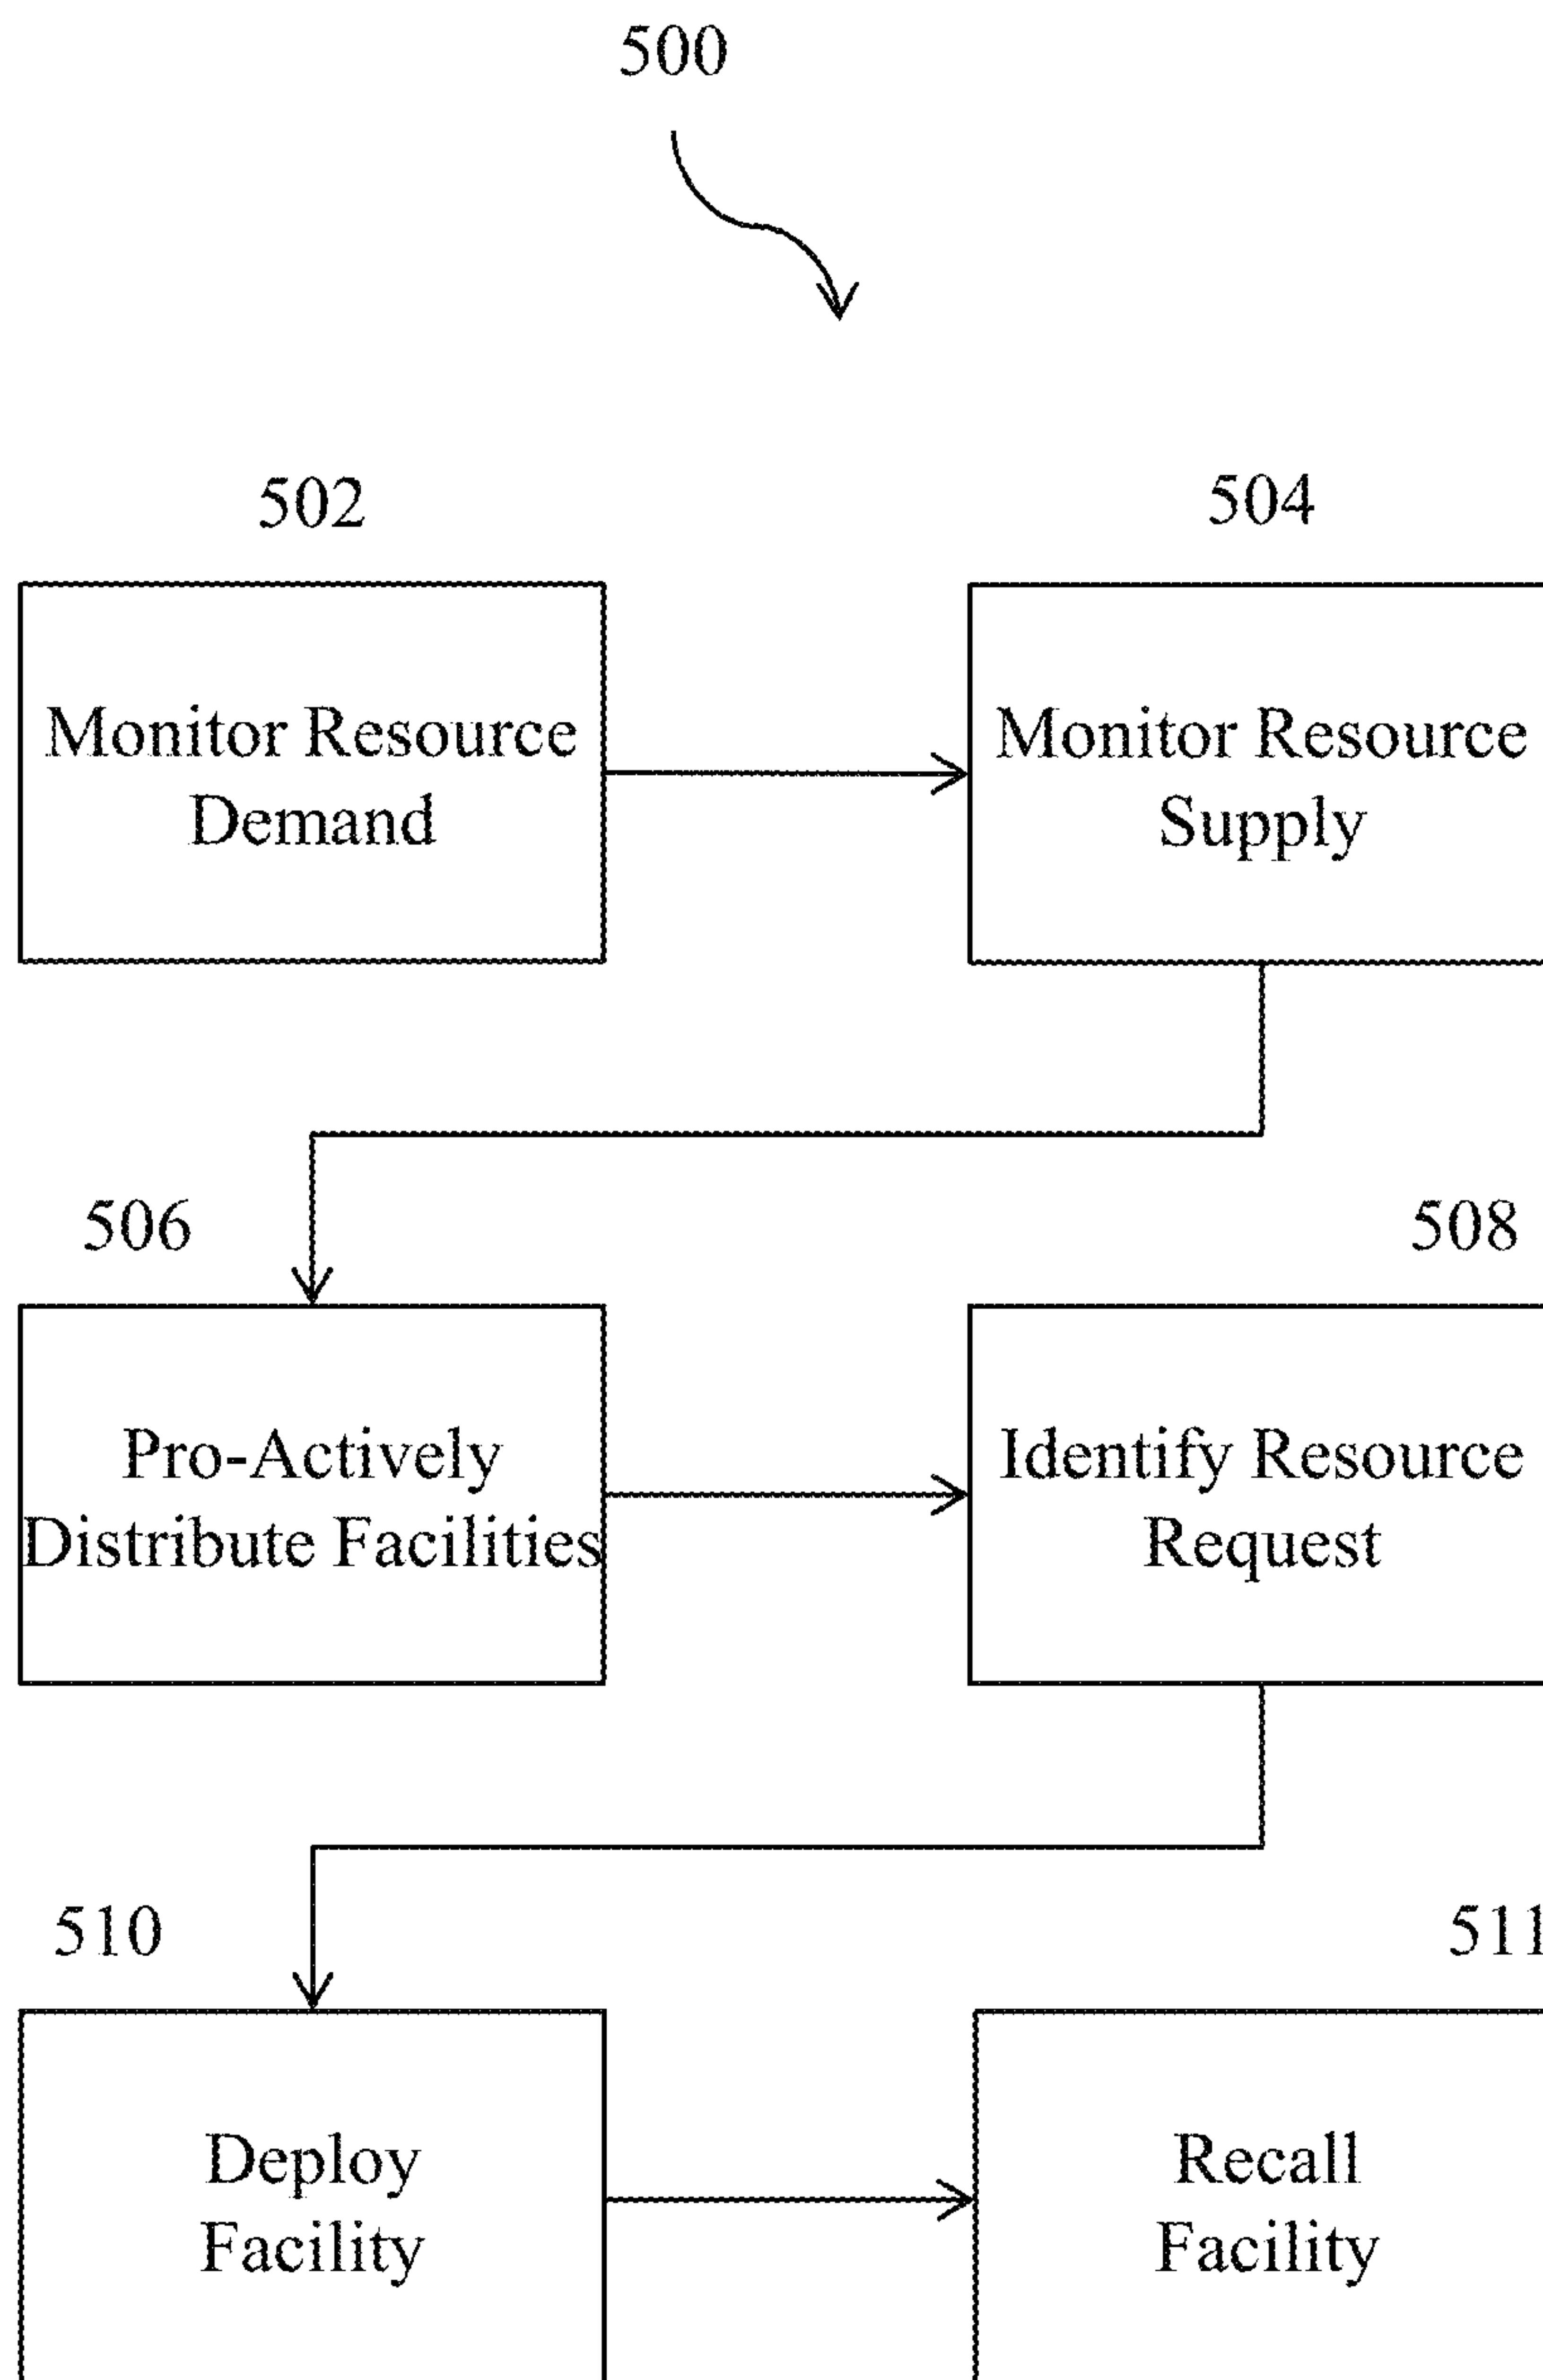 500
502
504
Monitor Resource
Demand
Monitor Resource
Supply
506
508
Pro-Actively
Distribute Facilities
Identify Resource
Request
510
511
Deploy
Facility
Recall
Facility